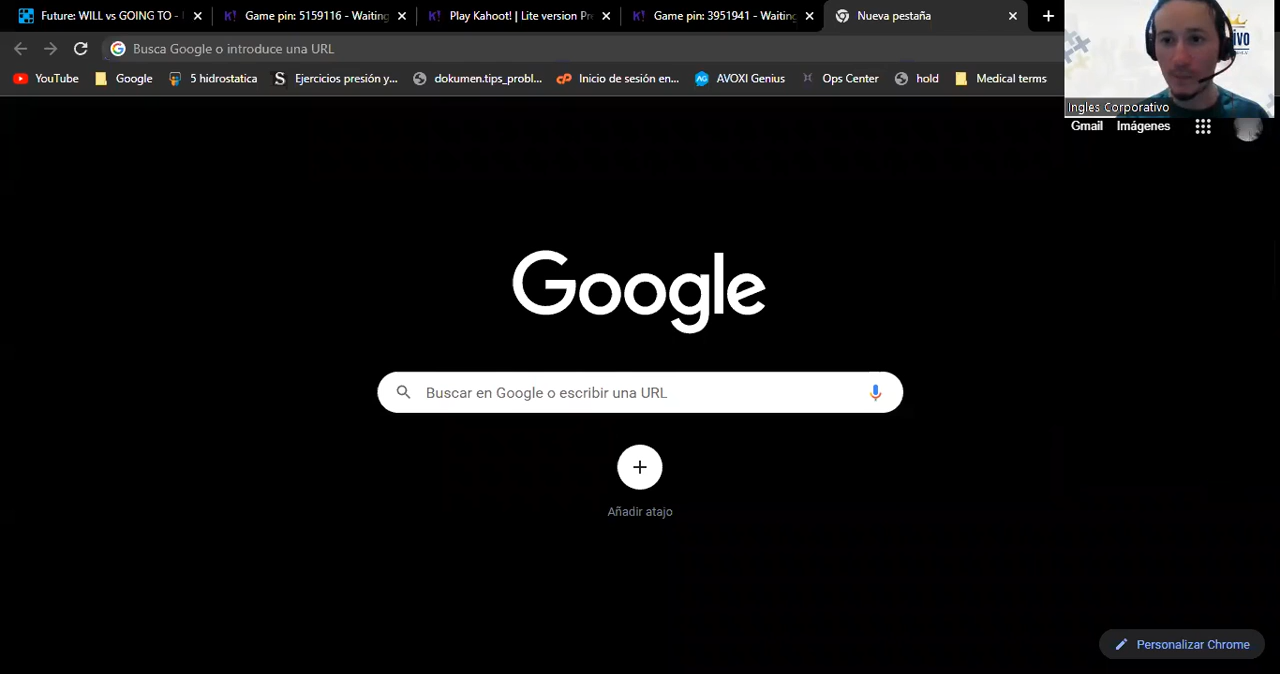 Future: WILL vs GOING TO -
Game pin: 5159116 - Waiting
Play Kahoot! | Lite version Pr
Game pin: 3951941 - Waiting
Nueva pestaña
Busca Google o introduce una URL
YouTube
Google
5 hidrostatica
Ejercicios presión y...
dokumen.tips_probl...
Inicio de sesión en...
AVOXI Genius
Ops Center
hold
Medical terms
Ingles Corporativo
Gmail
Imágenes
Google
Buscar en Google o escribir una URL
Añadir atajo
Personalizar Chrome